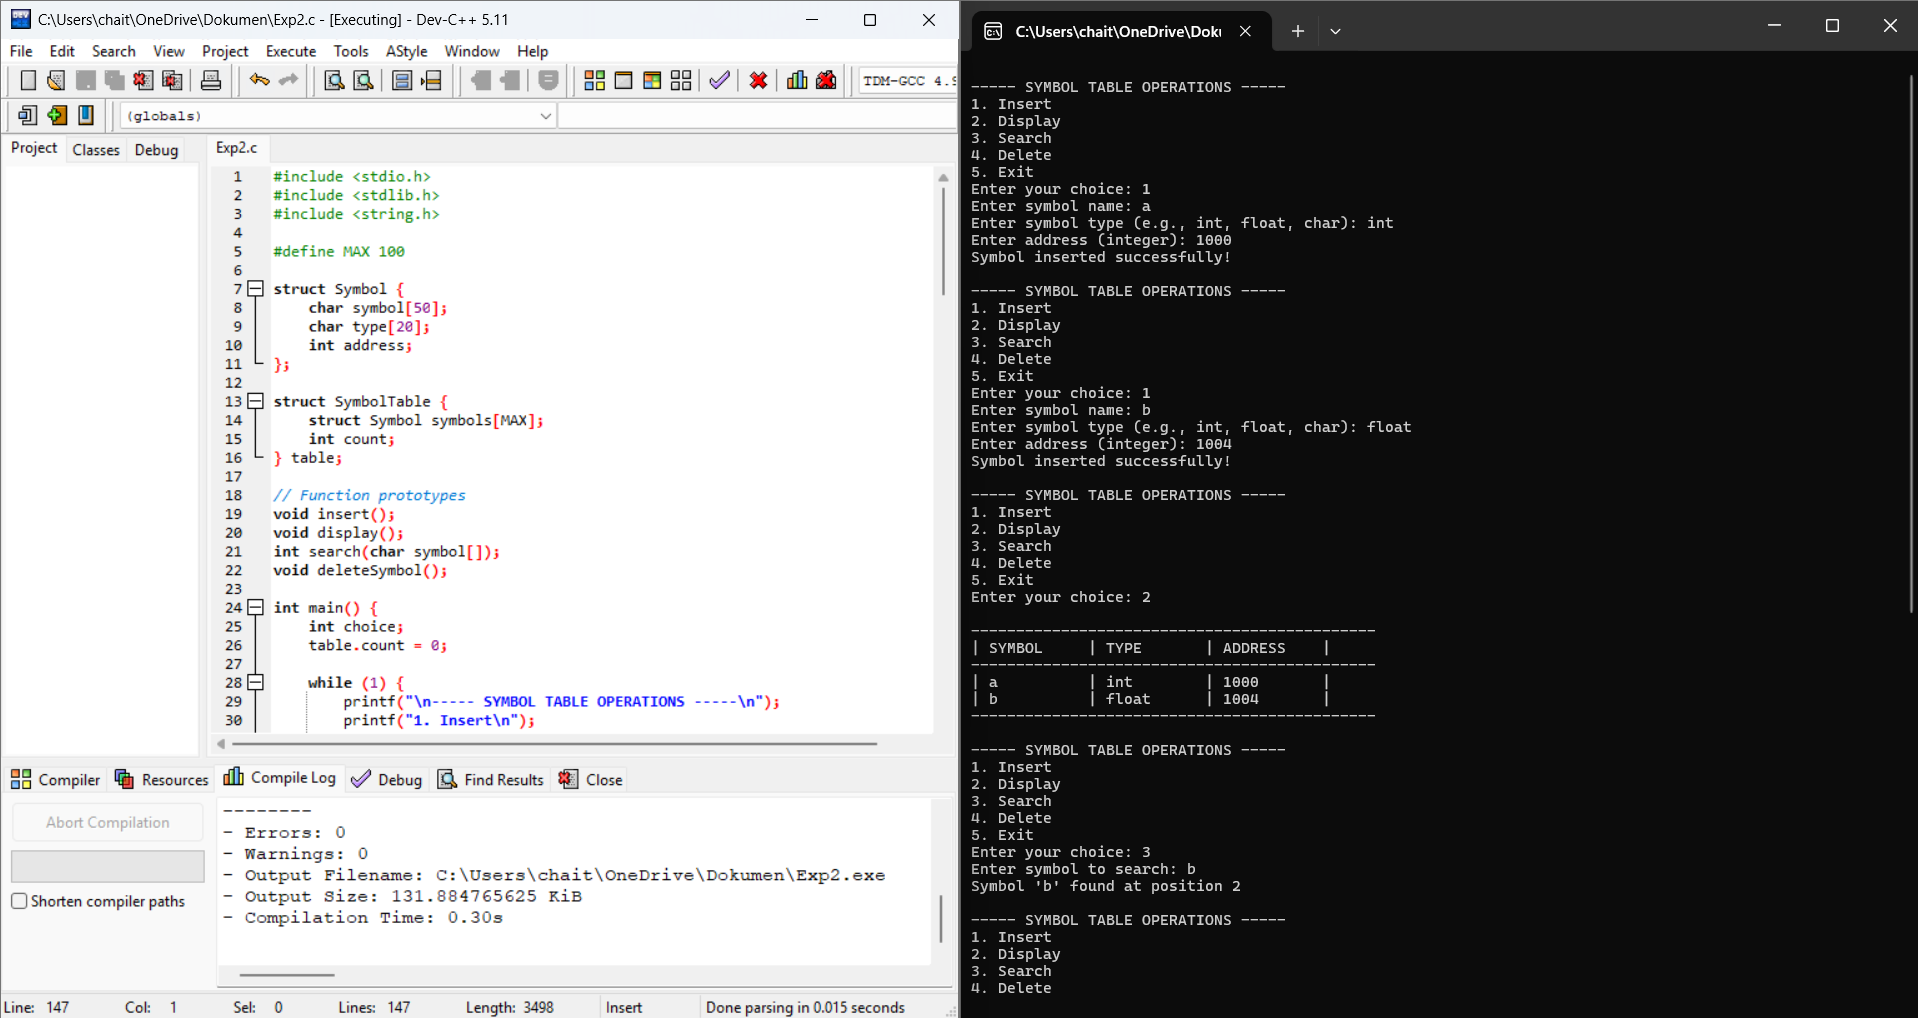 C:\Users\chait\OneDrive\Dokumen\Exp2.c - [Executing] - Dev-C++ 5.11
File Edit Search View Project Execute Tools AStyle Window Help
TDM-GCC 4.9
(globals)
Project Classes Debug
Exp2.c
1 #include <stdio.h>
2 #include <stdlib.h>
3 #include <string.h>
4
5 #define MAX 100
6
7 struct Symbol {
8 char symbol[50];
9 char type[20];
10 int address;
11 };
12
13 struct SymbolTable {
14 struct Symbol symbols[MAX];
15 int count;
16 } table;
17
18 // Function prototypes
19 void insert();
20 void display();
21 int search(char symbol[]);
22 void deleteSymbol();
23
24 int main() {
25 int choice;
26 table.count = 0;
27
28 while (1) {
29 printf("\n----- SYMBOL TABLE OPERATIONS -----\n");
30 printf("1. Insert\n");
Compiler Resources Compile Log Debug Find Results Close
Abort Compilation
Shorten compiler paths
--------
- Errors: 0
- Warnings: 0
- Output Filename: C:\Users\chait\OneDrive\Dokumen\Exp2.exe
- Output Size: 131.884765625 KiB
- Compilation Time: 0.30s
Line: 147 Col: 1 Sel: 0 Lines: 147 Length: 3498 Insert Done parsing in 0.015 seconds
C:\Users\chait\OneDrive\Doku
----- SYMBOL TABLE OPERATIONS -----
1. Insert
2. Display
3. Search
4. Delete
5. Exit
Enter your choice: 1
Enter symbol name: a
Enter symbol type (e.g., int, float, char): int
Enter address (integer): 1000
Symbol inserted successfully!
----- SYMBOL TABLE OPERATIONS -----
1. Insert
2. Display
3. Search
4. Delete
5. Exit
Enter your choice: 1
Enter symbol name: b
Enter symbol type (e.g., int, float, char): float
Enter address (integer): 1004
Symbol inserted successfully!
----- SYMBOL TABLE OPERATIONS -----
1. Insert
2. Display
3. Search
4. Delete
5. Exit
Enter your choice: 2
---------------------------------------------
| SYMBOL | TYPE | ADDRESS |
---------------------------------------------
| a | int | 1000 |
| b | float | 1004 |
---------------------------------------------
----- SYMBOL TABLE OPERATIONS -----
1. Insert
2. Display
3. Search
4. Delete
5. Exit
Enter your choice: 3
Enter symbol to search: b
Symbol 'b' found at position 2
----- SYMBOL TABLE OPERATIONS -----
1. Insert
2. Display
3. Search
4. Delete